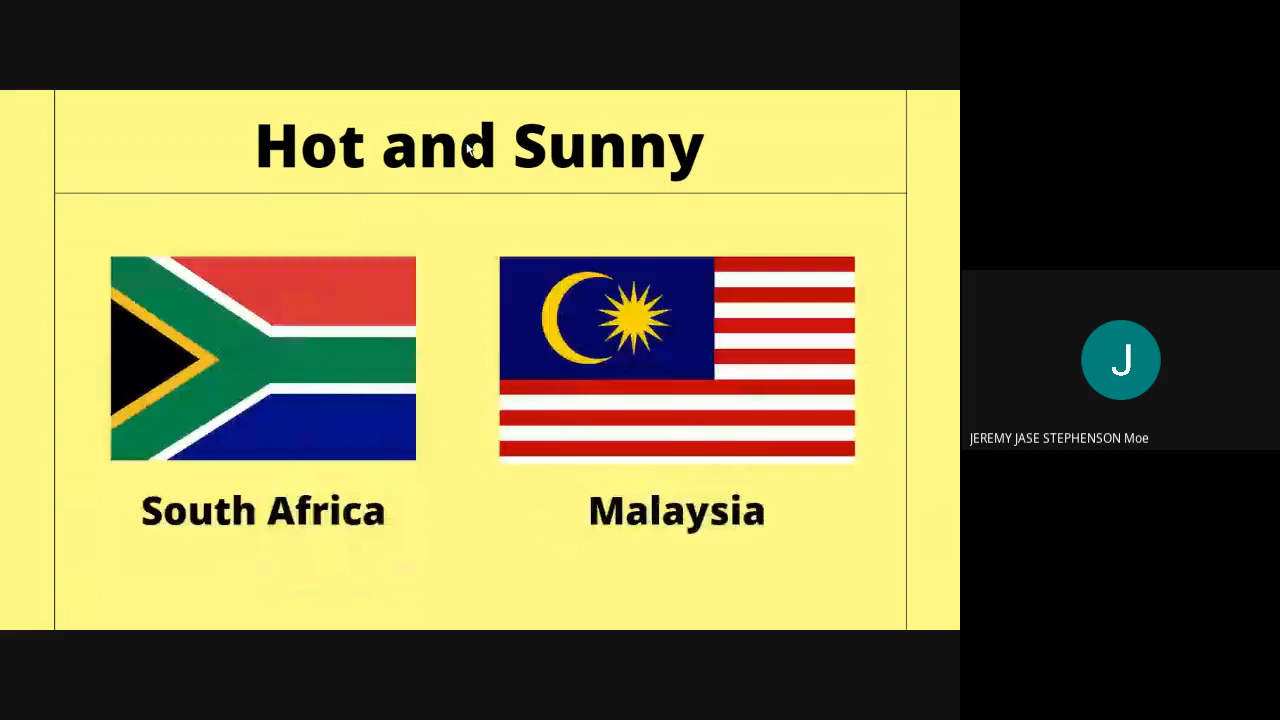 Hot and Sunny
South Africa
Malaysia
J
JEREMY JASE STEPHENSON Moe